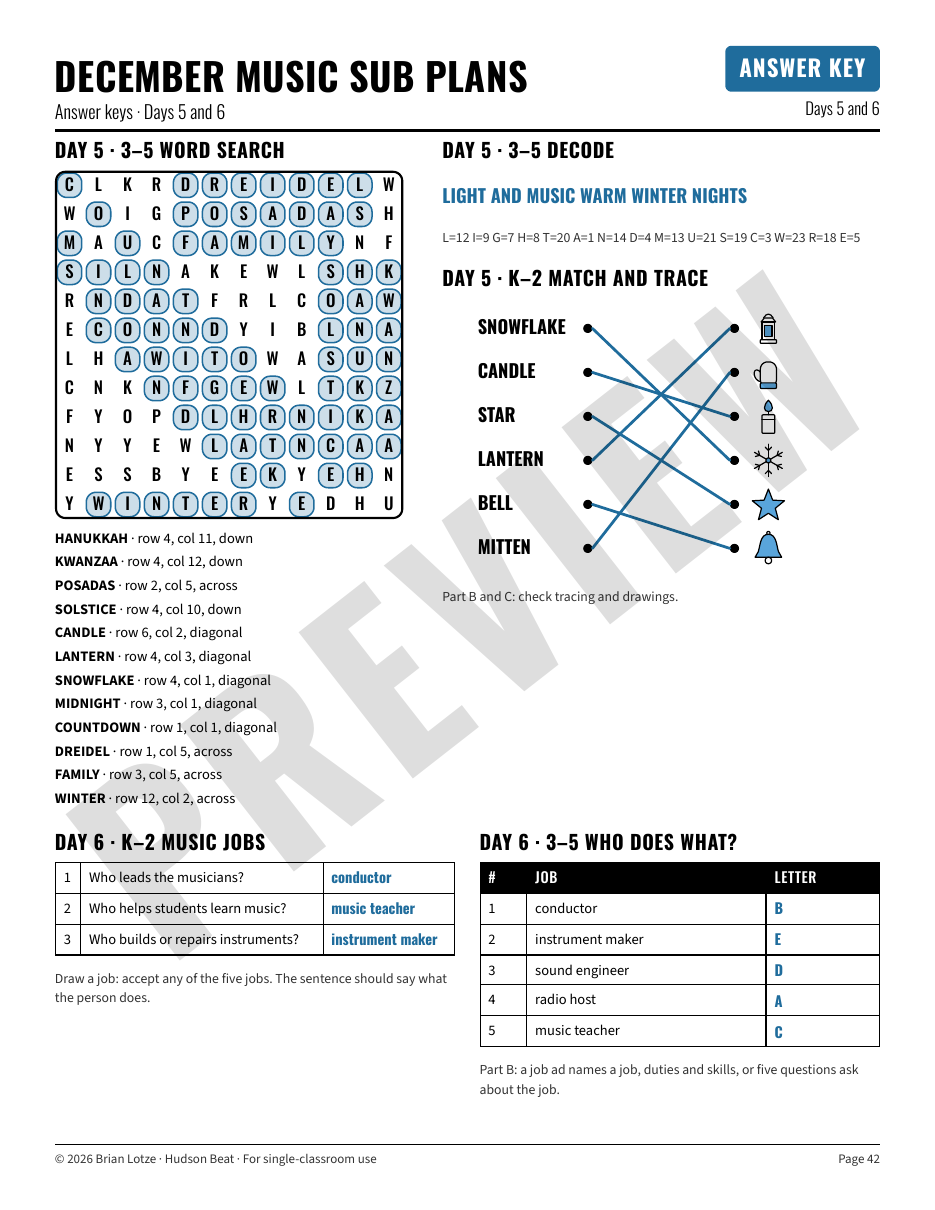 DECEMBER MUSIC SUB PLANS
ANSWER KEY
Answer keys · Days 5 and 6
Days 5 and 6
DAY 5 · 3–5 WORD SEARCH
C L K R D R E I D E L W
W O I G P O S A D A S H
M A U C F A M I L Y N F
S I L N A K E W L S H K
R N D A T F R L C O A W
E C O N N D Y I B L N A
L H A W I T O W A S U N
C N K N F G E W L T K Z
F Y O P D L H R N I K A
N Y Y E W L A T N C A A
E S S B Y E E K Y E H N
Y W I N T E R Y E D H U
HANUKKAH · row 4, col 11, down
KWANZAA · row 4, col 12, down
POSADAS · row 2, col 5, across
SOLSTICE · row 4, col 10, down
CANDLE · row 6, col 2, diagonal
LANTERN · row 4, col 3, diagonal
SNOWFLAKE · row 4, col 1, diagonal
MIDNIGHT · row 3, col 1, diagonal
COUNTDOWN · row 1, col 1, diagonal
DREIDEL · row 1, col 5, across
FAMILY · row 3, col 5, across
WINTER · row 12, col 2, across
DAY 5 · 3–5 DECODE
LIGHT AND MUSIC WARM WINTER NIGHTS
L=12 I=9 G=7 H=8 T=20 A=1 N=14 D=4 M=13 U=21 S=19 C=3 W=23 R=18 E=5
DAY 5 · K–2 MATCH AND TRACE
SNOWFLAKE
CANDLE
STAR
LANTERN
BELL
MITTEN
Part B and C: check tracing and drawings.
DAY 6 · K–2 MUSIC JOBS
1 Who leads the musicians? conductor
2 Who helps students learn music? music teacher
3 Who builds or repairs instruments? instrument maker
Draw a job: accept any of the five jobs. The sentence should say what
the person does.
DAY 6 · 3–5 WHO DOES WHAT?
# JOB LETTER
1 conductor B
2 instrument maker E
3 sound engineer D
4 radio host A
5 music teacher C
Part B: a job ad names a job, duties and skills, or five questions ask
about the job.
PREVIEW
© 2026 Brian Lotze · Hudson Beat · For single-classroom use
Page 42